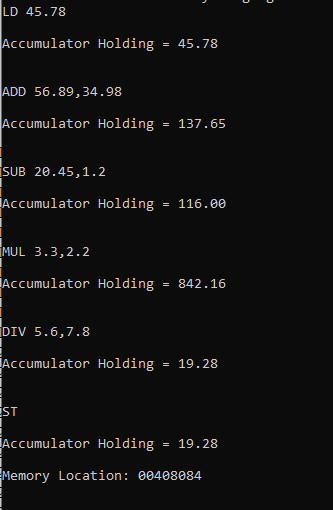 LD 45.78
Accumulator Holding = 45.78
ADD 56.89,34.98
Accumulator Holding = 137.65
SUB 20.45,1.2
Accumulator Holding = 116.00
MUL 3.3,2.2
Accumulator Holding = 842.16
DIV 5.6,7.8
Accumulator Holding = 19.28
ST
Accumulator Holding = 19.28
Memory Location: 00408084